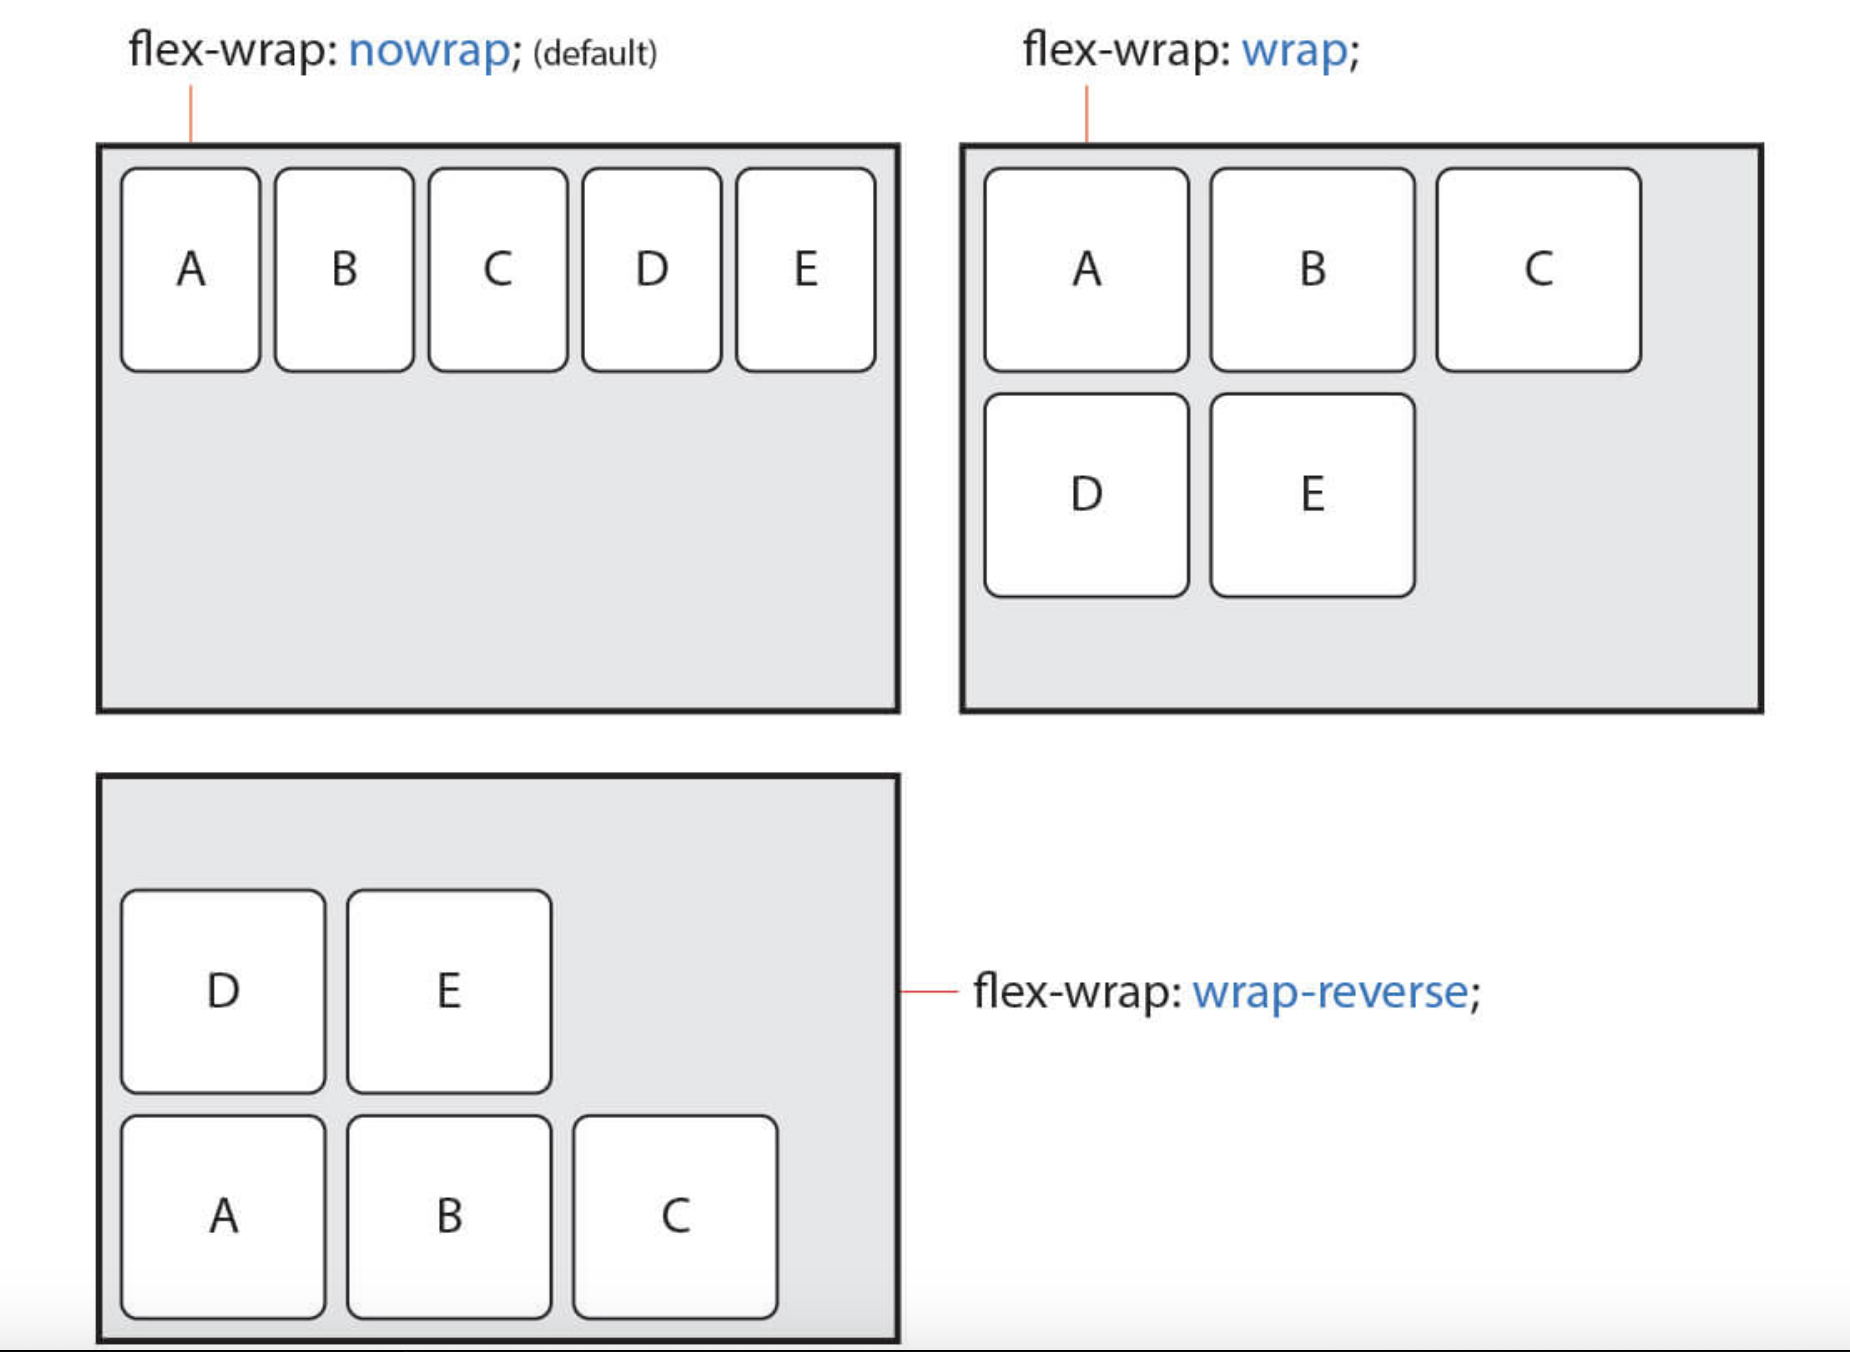 flex-wrap: nowrap; (default)
A B C D E
flex-wrap: wrap;
A B C
D E
D E
A B C
flex-wrap: wrap-reverse;